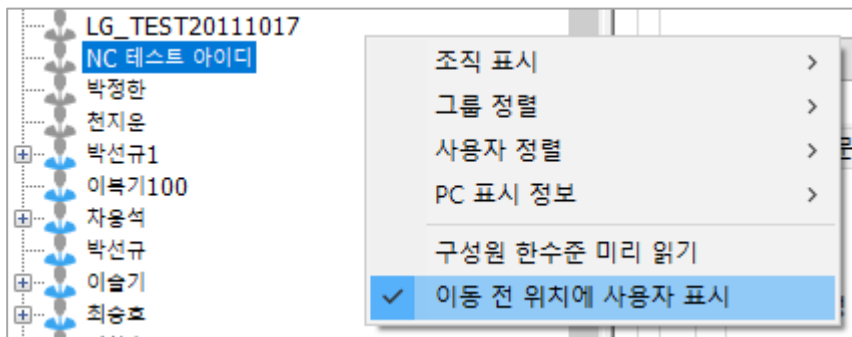 LG_TEST20111017
NC 테스트 아이디
박정한
천지운
박선규1
이복기100
차용석
박선규
이슬기
최승호
조직 표시
그룹 정렬
사용자 정렬
PC 표시 정보
구성원 한수준 미리 읽기
이동 전 위치에 사용자 표시